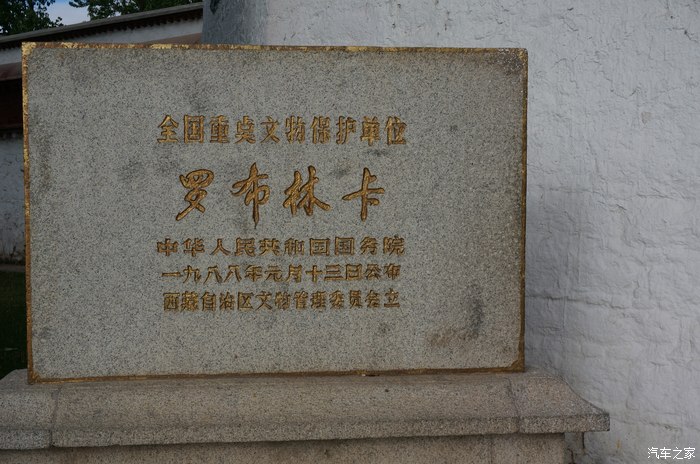 全国重点文物保护单位
罗布林卡
中华人民共和国国务院
一九八八年元月十三日公布
西藏自治区文物管理委员会立
汽车之家